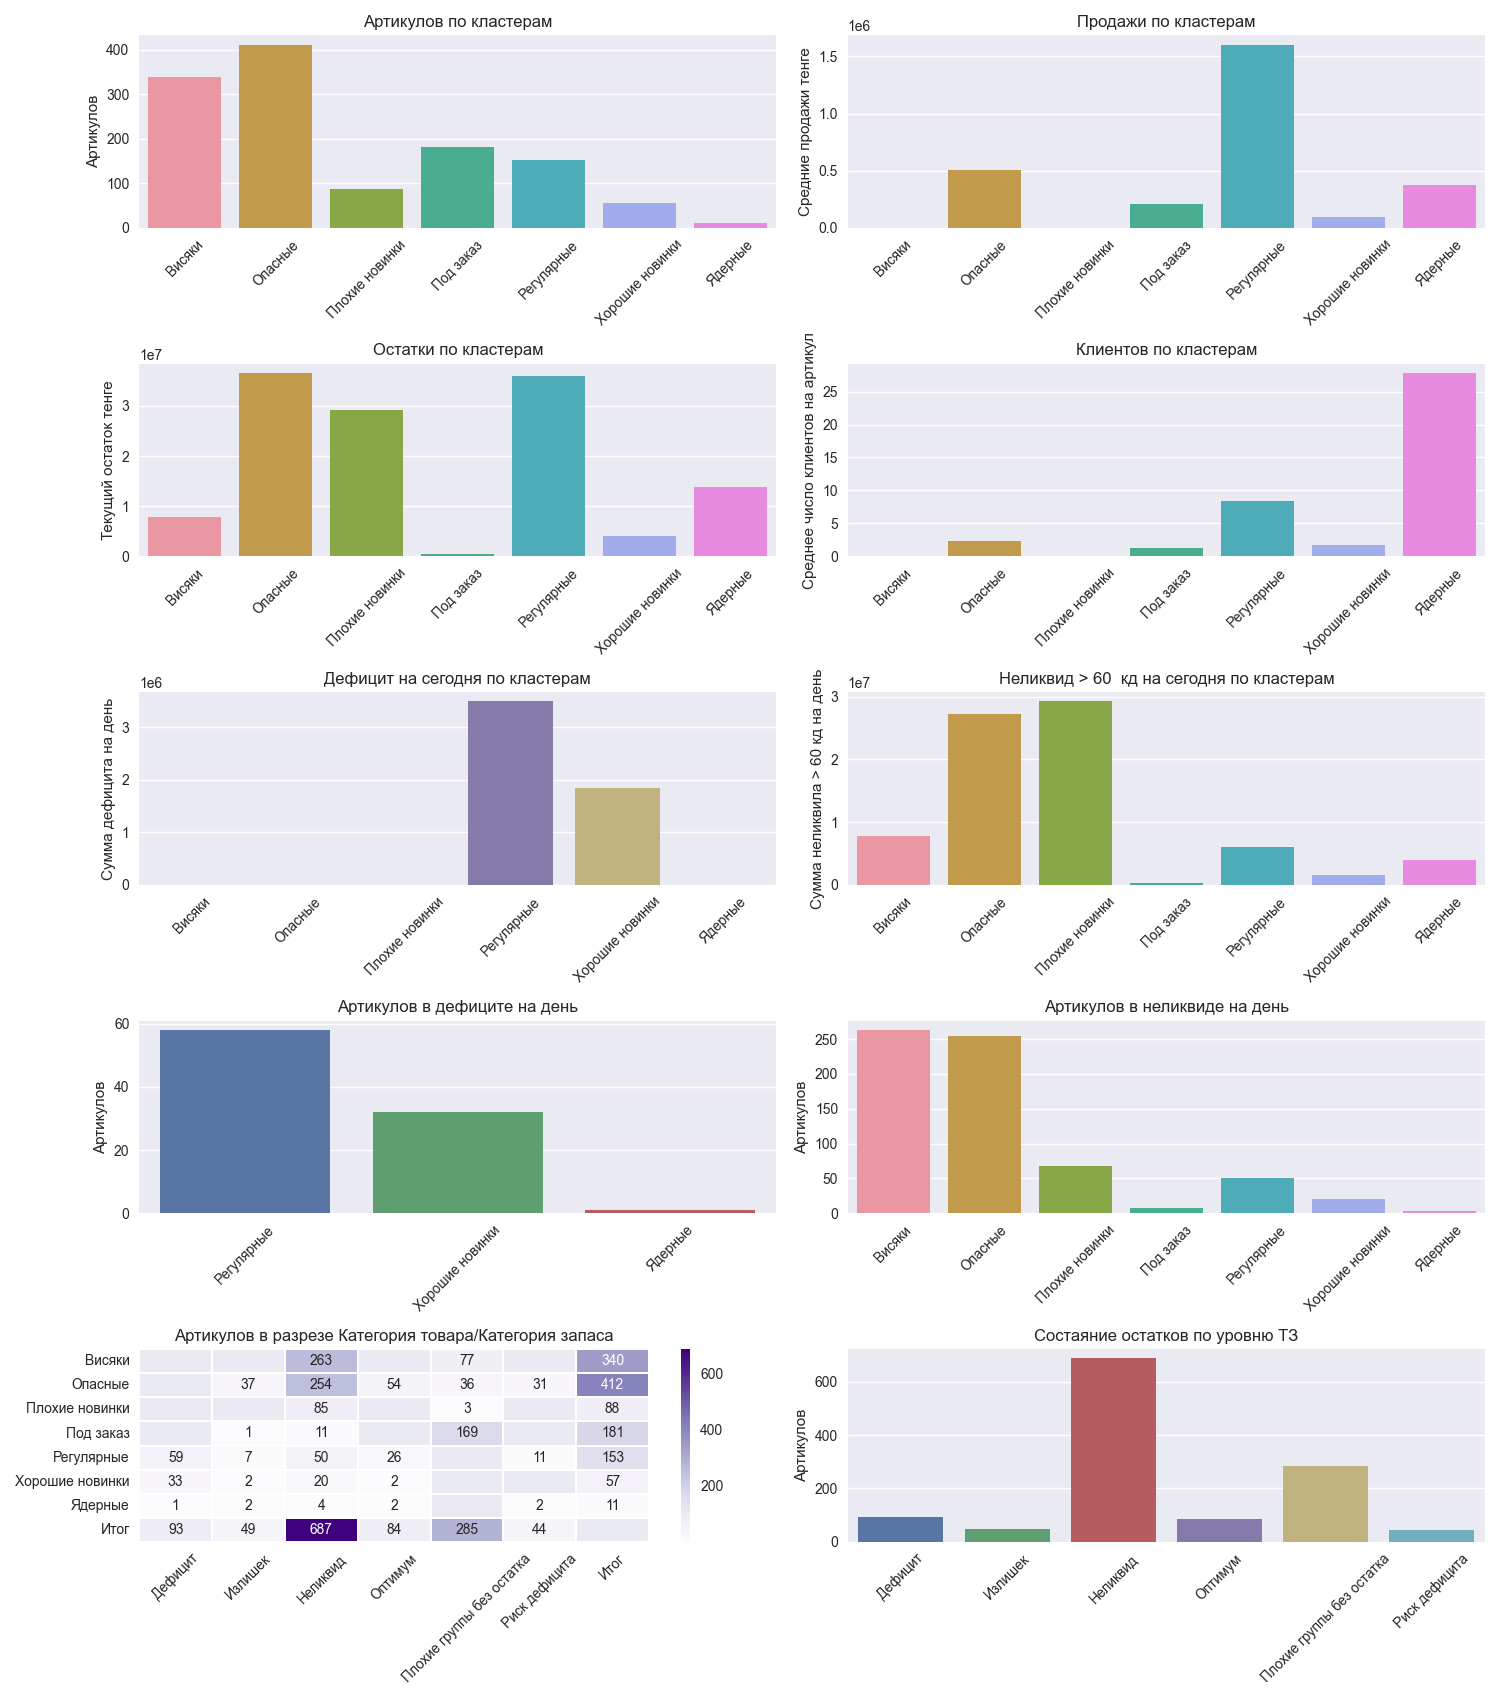 Артикулов по кластерам
Артикулов
400
300
200
100
0
Висяки
Опасные
Плохие новинки
Под заказ
Регулярные
Хорошие новинки
Ядерные
Продажи по кластерам
1e6
Средние продажи тенге
1.5
1.0
0.5
0.0
Висяки
Опасные
Плохие новинки
Под заказ
Регулярные
Хорошие новинки
Ядерные
Остатки по кластерам
1e7
Текущий остаток тенге
3
2
1
0
Висяки
Опасные
Плохие новинки
Под заказ
Регулярные
Хорошие новинки
Ядерные
Клиентов по кластерам
Среднее число клиентов на артикул
25
20
15
10
5
0
Висяки
Опасные
Плохие новинки
Под заказ
Регулярные
Хорошие новинки
Ядерные
Дефицит на сегодня по кластерам
1e6
Сумма дефицита на день
3
2
1
0
Висяки
Опасные
Плохие новинки
Регулярные
Хорошие новинки
Ядерные
Неликвид > 60 кд на сегодня по кластерам
1e7
Сумма неликвила > 60 кд на день
3
2
1
0
Висяки
Опасные
Плохие новинки
Под заказ
Регулярные
Хорошие новинки
Ядерные
Артикулов в дефиците на день
Артикулов
60
40
20
0
Регулярные
Хорошие новинки
Ядерные
Артикулов в неликвиде на день
Артикулов
250
200
150
100
50
0
Висяки
Опасные
Плохие новинки
Под заказ
Регулярные
Хорошие новинки
Ядерные
Артикулов в разрезе Категория товара/Категория запаса
Висяки 263 77 340
Опасные 37 254 54 36 31 412
Плохие новинки 85 3 88
Под заказ 1 11 169 181
Регулярные 59 7 50 26 11 153
Хорошие новинки 33 2 20 2 57
Ядерные 1 2 4 2 2 11
Итог 93 49 687 84 285 44
Дефицит
Излишек
Неликвид
Оптимум
Плохие группы без остатка
Риск дефицита
Итог
600
400
200
Состаяние остатков по уровню ТЗ
Артикулов
600
400
200
0
Дефицит
Излишек
Неликвид
Оптимум
Плохие группы без остатка
Риск дефицита